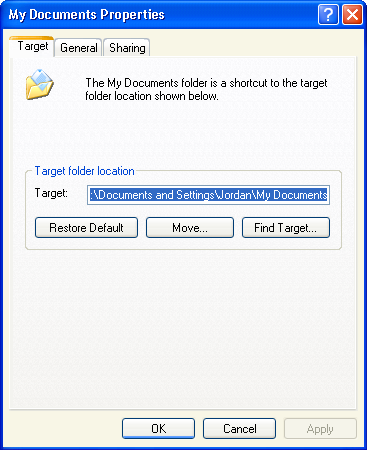 My Documents Properties
?
Target General Sharing
The My Documents folder is a shortcut to the target
folder location shown below.
Target folder location
Target: :\Documents and Settings\Jordan\My Documents
Restore Default Move... Find Target...
OK Cancel Apply